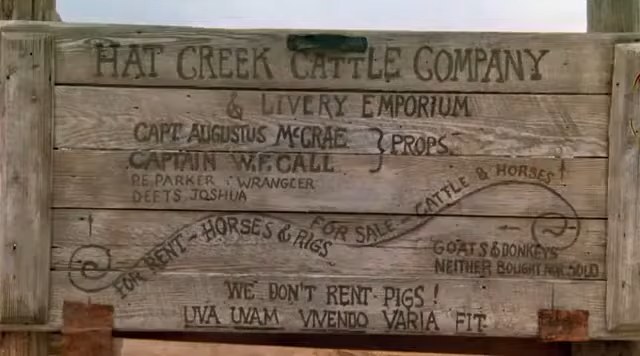 HAT CREEK CATTLE COMPANY
& LIVERY EMPORIUM
CAPT. AUGUSTUS McCRAE } PROPS.
CAPTAIN W.F. CALL
P.E. PARKER : WRANGLER
DEETS, JOSHUA
FOR RENT ~ HORSES & RIGS
FOR SALE ~ CATTLE & HORSES
GOATS & DONKEYS
NEITHER BOUGHT NOR SOLD
WE DON'T RENT PIGS!
UVA UVAM VIVENDO VARIA FIT